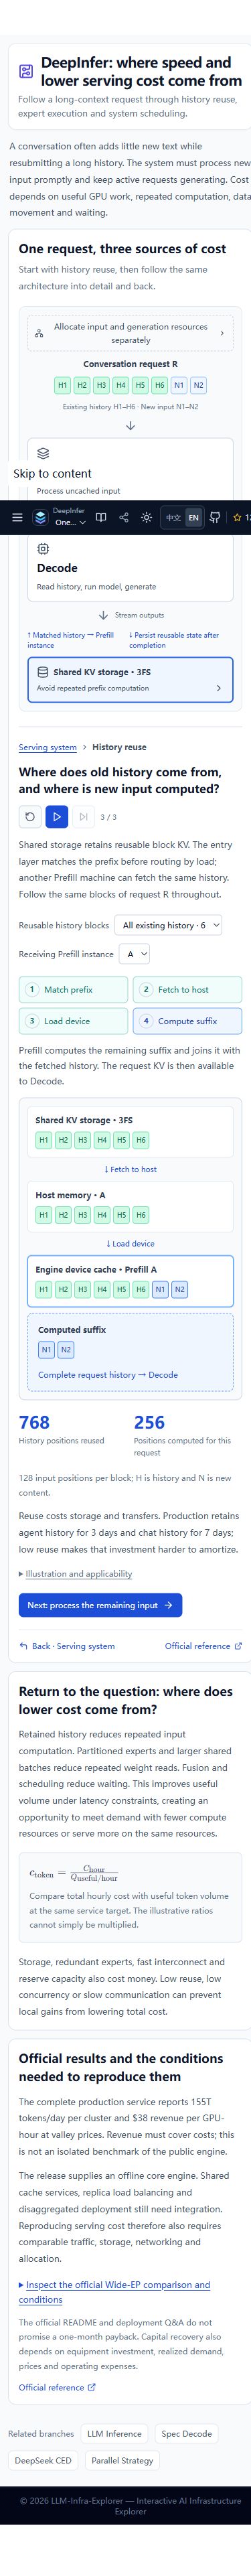 DeepInfer: where speed and
lower serving cost come from
Follow a long-context request through history reuse,
expert execution and system scheduling.
A conversation often adds little new text while
resubmitting a long history. The system must process new
input promptly and keep active requests generating. Cost
depends on useful GPU work, repeated computation, data
movement and waiting.
One request, three sources of cost
Start with history reuse, then follow the same
architecture into detail and back.
Allocate input and generation resources
separately
Conversation request R
H1 H2 H3 H4 H5 H6 N1 N2
Existing history H1–H6 · New input N1–N2
Skip to content
Process uncached input
DeepInfer
One...
中文 EN
Decode
Read history, run model, generate
Stream outputs
↑ Matched history → Prefill
instance
↓ Persist reusable state after
completion
Shared KV storage • 3FS
Avoid repeated prefix computation
Serving system > History reuse
Where does old history come from,
and where is new input computed?
3 / 3
Shared storage retains reusable block KV. The entry
layer matches the prefix before routing by load;
another Prefill machine can fetch the same history.
Follow the same blocks of request R throughout.
Reusable history blocks All existing history · 6
Receiving Prefill instance A
1 Match prefix
2 Fetch to host
3 Load device
4 Compute suffix
Prefill computes the remaining suffix and joins it with
the fetched history. The request KV is then available
to Decode.
Shared KV storage • 3FS
H1 H2 H3 H4 H5 H6
↓ Fetch to host
Host memory • A
H1 H2 H3 H4 H5 H6
↓ Load device
Engine device cache • Prefill A
H1 H2 H3 H4 H5 H6 N1 N2
Computed suffix
N1 N2
Complete request history → Decode
768
History positions reused
256
Positions computed for this
request
128 input positions per block; H is history and N is new
content.
Reuse costs storage and transfers. Production retains
agent history for 3 days and chat history for 7 days;
low reuse makes that investment harder to amortize.
Illustration and applicability
Next: process the remaining input →
Back · Serving system
Official reference
Return to the question: where does
lower cost come from?
Retained history reduces repeated input
computation. Partitioned experts and larger shared
batches reduce repeated weight reads. Fusion and
scheduling reduce waiting. This improves useful
volume under latency constraints, creating an
opportunity to meet demand with fewer compute
resources or serve more on the same resources.
c_token = C_hour / Q_useful/hour
Compare total hourly cost with useful token volume
at the same service target. The illustrative ratios
cannot simply be multiplied.
Storage, redundant experts, fast interconnect and
reserve capacity also cost money. Low reuse, low
concurrency or slow communication can prevent
local gains from lowering total cost.
Official results and the conditions
needed to reproduce them
The complete production service reports 155T
tokens/day per cluster and $38 revenue per GPU-
hour at valley prices. Revenue must cover costs; this
is not an isolated benchmark of the public engine.
The release supplies an offline core engine. Shared
cache services, replica load balancing and
disaggregated deployment still need integration.
Reproducing serving cost therefore also requires
comparable traffic, storage, networking and
allocation.
Inspect the official Wide-EP comparison and
conditions
The official README and deployment Q&A do not
promise a one-month payback. Capital recovery also
depends on equipment investment, realized demand,
prices and operating expenses.
Official reference
Related branches LLM Inference Spec Decode
DeepSeek CED Parallel Strategy
© 2026 LLM-Infra-Explorer — Interactive AI Infrastructure
Explorer